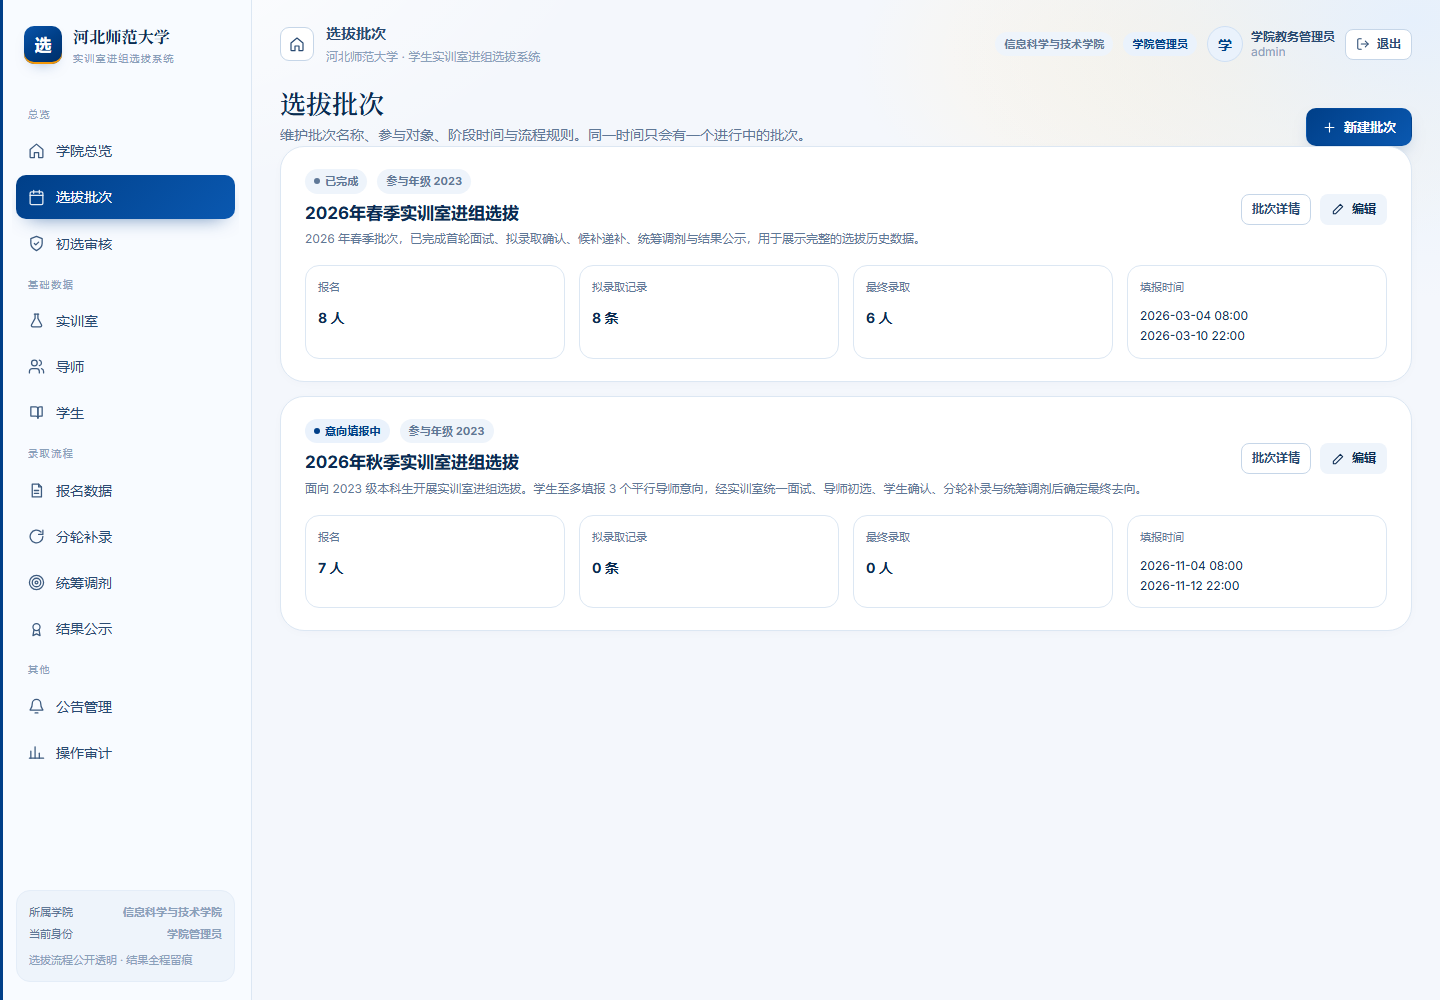 选
河北师范大学
实训室进组选拔系统
总览
学院总览
选拔批次
初选审核
基础数据
实训室
导师
学生
录取流程
报名数据
分轮补录
统筹调剂
结果公示
其他
公告管理
操作审计
所属学院 信息科学与技术学院
当前身份 学院管理员
选拔流程公开透明 · 结果全程留痕
选拔批次
河北师范大学 · 学生实训室进组选拔系统
信息科学与技术学院
学院管理员
学
学院教务管理员
admin
退出
选拔批次
维护批次名称、参与对象、阶段时间与流程规则。同一时间只会有一个进行中的批次。
新建批次
已完成 参与年级 2023
2026年春季实训室进组选拔
2026 年春季批次，已完成首轮面试、拟录取确认、候补递补、统筹调剂与结果公示，用于展示完整的选拔历史数据。
批次详情 编辑
报名
8 人
拟录取记录
8 条
最终录取
6 人
填报时间
2026-03-04 08:00
2026-03-10 22:00
意向填报中 参与年级 2023
2026年秋季实训室进组选拔
面向 2023 级本科生开展实训室进组选拔。学生至多填报 3 个平行导师意向，经实训室统一面试、导师初选、学生确认、分轮补录与统筹调剂后确定最终去向。
批次详情 编辑
报名
7 人
拟录取记录
0 条
最终录取
0 人
填报时间
2026-11-04 08:00
2026-11-12 22:00